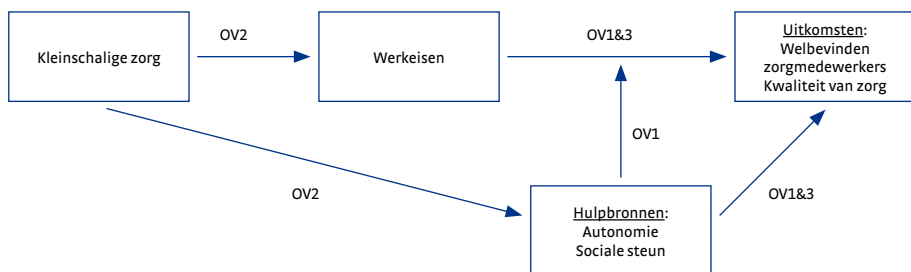 OV2
OV1&3
Kleinschalige zorg
Werkeisen
Uitkomsten:
Welbevinden
zorgmedewerkers
Kwaliteit van zorg
OV1
OV2
OV1&3
Hulpbronnen:
Autonomie
Sociale steun